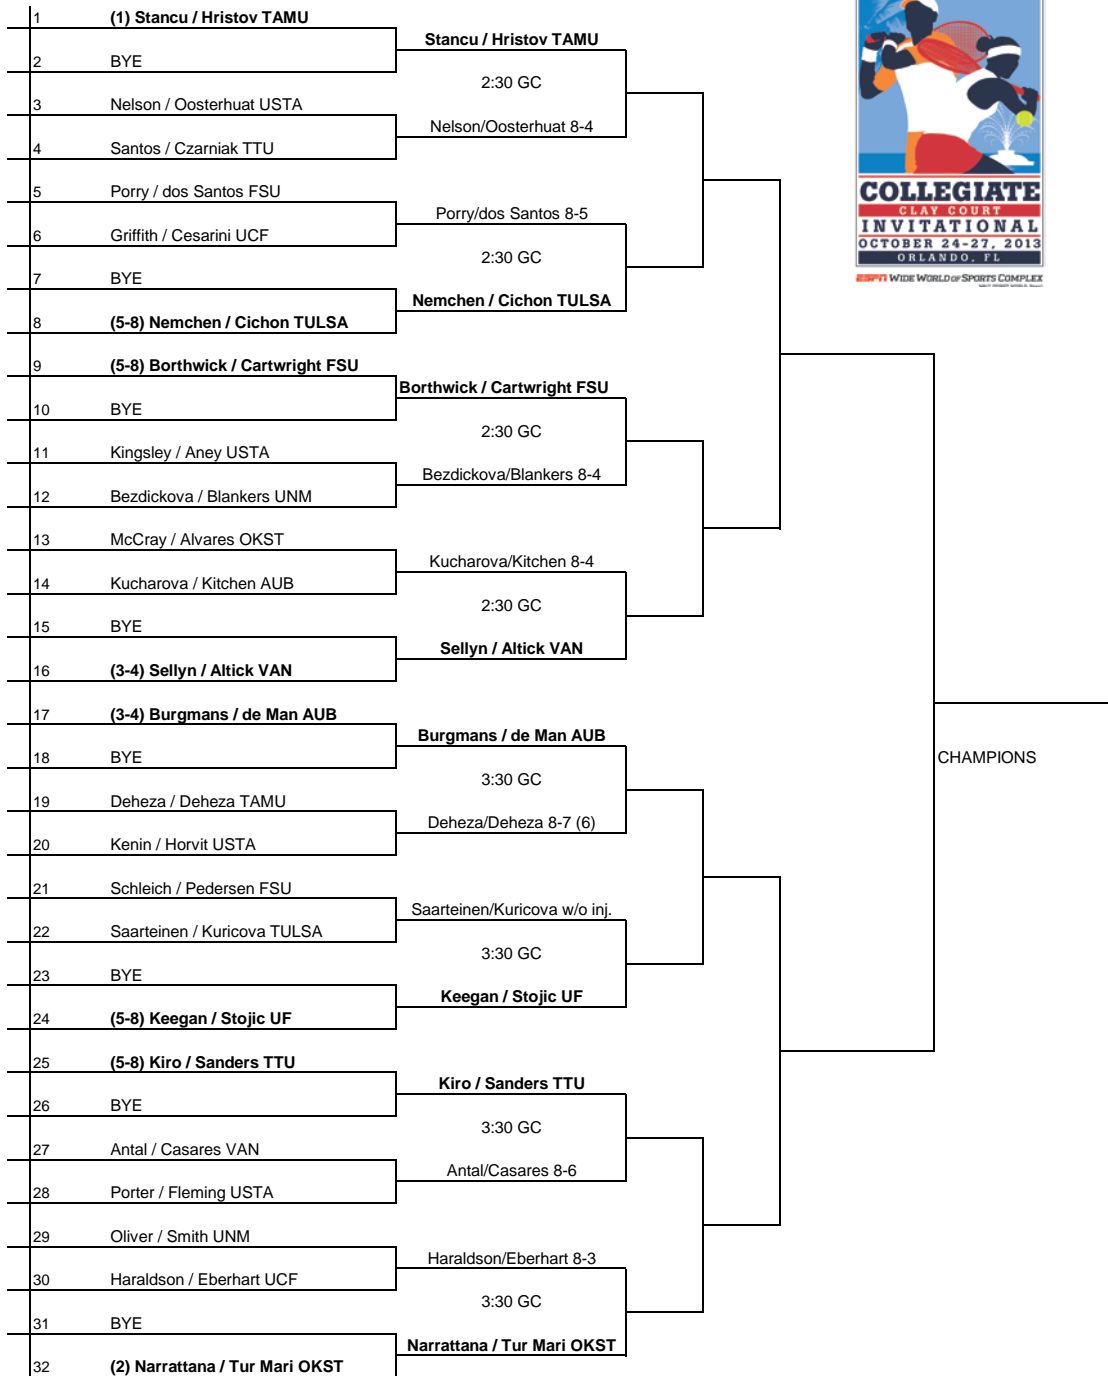 1 (1) Stancu / Hristov TAMU
Stancu / Hristov TAMU
2 BYE
2:30 GC
3 Nelson / Oosterhuat USTA
Nelson/Oosterhuat 8-4
4 Santos / Czarniak TTU
5 Porry / dos Santos FSU
Porry/dos Santos 8-5
6 Griffith / Cesarini UCF
2:30 GC
7 BYE
Nemchen / Cichon TULSA
8 (5-8) Nemchen / Cichon TULSA
9 (5-8) Borthwick / Cartwright FSU
Borthwick / Cartwright FSU
10 BYE
2:30 GC
11 Kingsley / Aney USTA
Bezdickova/Blankers 8-4
12 Bezdickova / Blankers UNM
13 McCray / Alvares OKST
Kucharova/Kitchen 8-4
14 Kucharova / Kitchen AUB
2:30 GC
15 BYE
Sellyn / Altick VAN
16 (3-4) Sellyn / Altick VAN
17 (3-4) Burgmans / de Man AUB
Burgmans / de Man AUB
18 BYE
3:30 GC
19 Deheza / Deheza TAMU
Deheza/Deheza 8-7 (6)
20 Kenin / Horvit USTA
21 Schleich / Pedersen FSU
Saarteinen/Kuricova w/o inj.
22 Saarteinen / Kuricova TULSA
3:30 GC
23 BYE
Keegan / Stojic UF
24 (5-8) Keegan / Stojic UF
25 (5-8) Kiro / Sanders TTU
Kiro / Sanders TTU
26 BYE
3:30 GC
27 Antal / Casares VAN
Antal/Casares 8-6
28 Porter / Fleming USTA
29 Oliver / Smith UNM
Haraldson/Eberhart 8-3
30 Haraldson / Eberhart UCF
3:30 GC
31 BYE
Narrattana / Tur Mari OKST
32 (2) Narrattana / Tur Mari OKST
CHAMPIONS
COLLEGIATE
CLAY COURT
INVITATIONAL
OCTOBER 24-27, 2013
ORLANDO, FL
ESPN WIDE WORLD OF SPORTS COMPLEX